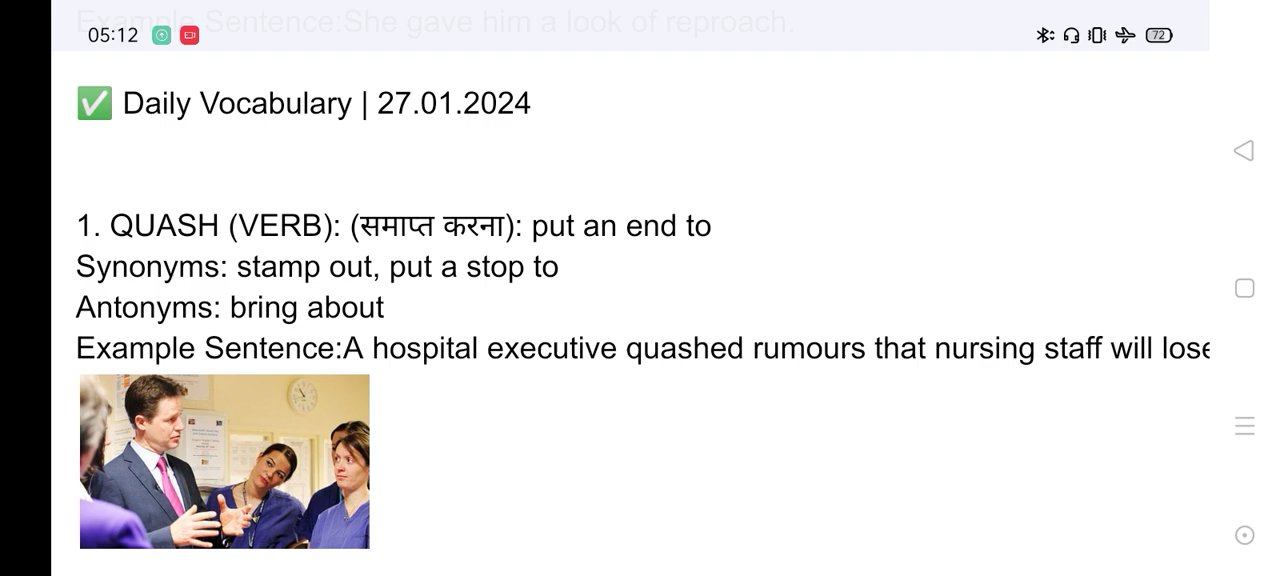 Example Sentence:She gave him a look of reproach.
05:12
72
✅ Daily Vocabulary | 27.01.2024
1. QUASH (VERB): (समाप्त करना): put an end to
Synonyms: stamp out, put a stop to
Antonyms: bring about
Example Sentence:A hospital executive quashed rumours that nursing staff will lose